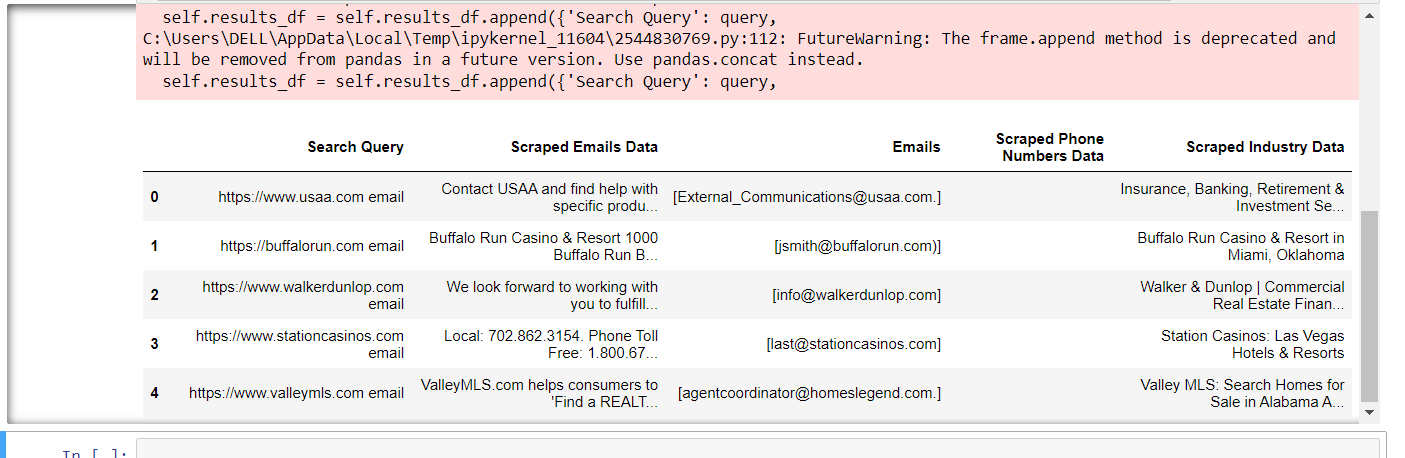 self.results_df = self.results_df.append({'Search Query': query,
C:\Users\DELL\AppData\Local\Temp\ipykernel_11604\2544830769.py:112: FutureWarning: The frame.append method is deprecated and
will be removed from pandas in a future version. Use pandas.concat instead.
self.results_df = self.results_df.append({'Search Query': query,
Search Query Scraped Emails Data Emails Scraped Phone Numbers Data Scraped Industry Data
0 https://www.usaa.com email Contact USAA and find help with specific produ... [External_Communications@usaa.com.] Insurance, Banking, Retirement & Investment Se...
1 https://buffalorun.com email Buffalo Run Casino & Resort 1000 Buffalo Run B... [jsmith@buffalorun.com)] Buffalo Run Casino & Resort in Miami, Oklahoma
2 https://www.walkerdunlop.com email We look forward to working with you to fulfill... [info@walkerdunlop.com] Walker & Dunlop | Commercial Real Estate Finan...
3 https://www.stationcasinos.com email Local: 702.862.3154. Phone Toll Free: 1.800.67... [last@stationcasinos.com] Station Casinos: Las Vegas Hotels & Resorts
4 https://www.valleymls.com email ValleyMLS.com helps consumers to 'Find a REALT... [agentcoordinator@homeslegend.com.] Valley MLS: Search Homes for Sale in Alabama A...
In [ ]: